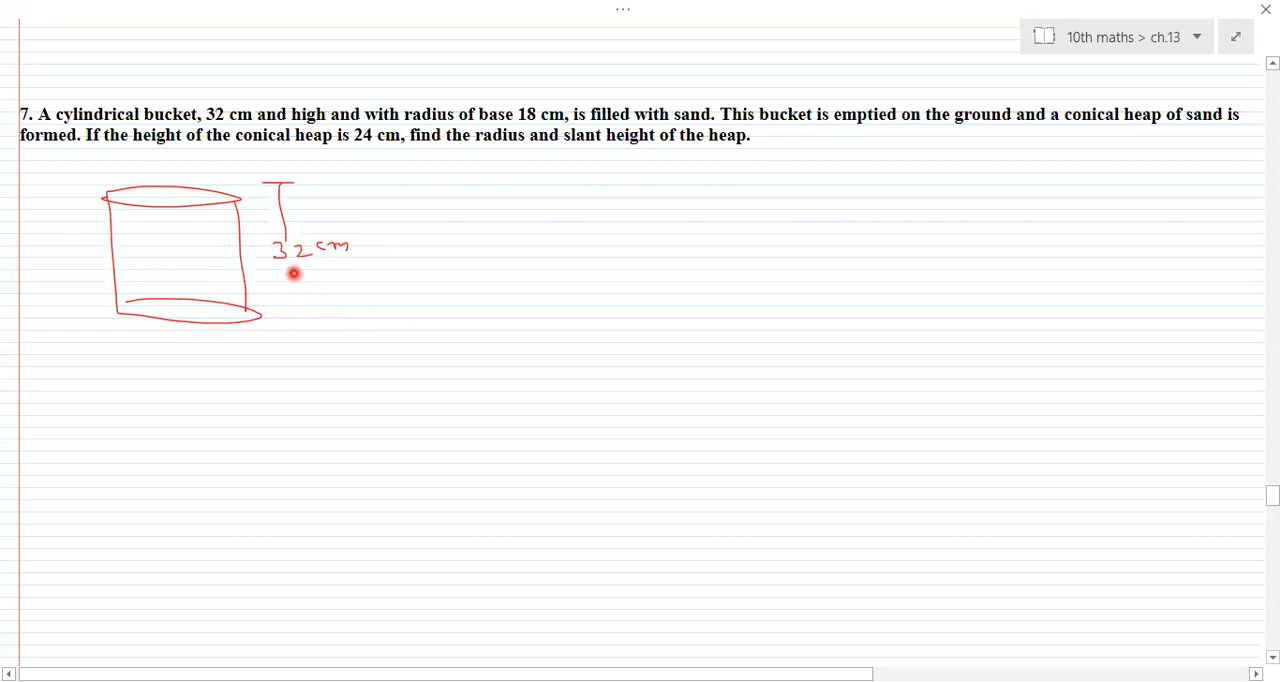 ...
10th maths > ch.13
7. A cylindrical bucket, 32 cm and high and with radius of base 18 cm, is filled with sand. This bucket is emptied on the ground and a conical heap of sand is
formed. If the height of the conical heap is 24 cm, find the radius and slant height of the heap.
32 cm